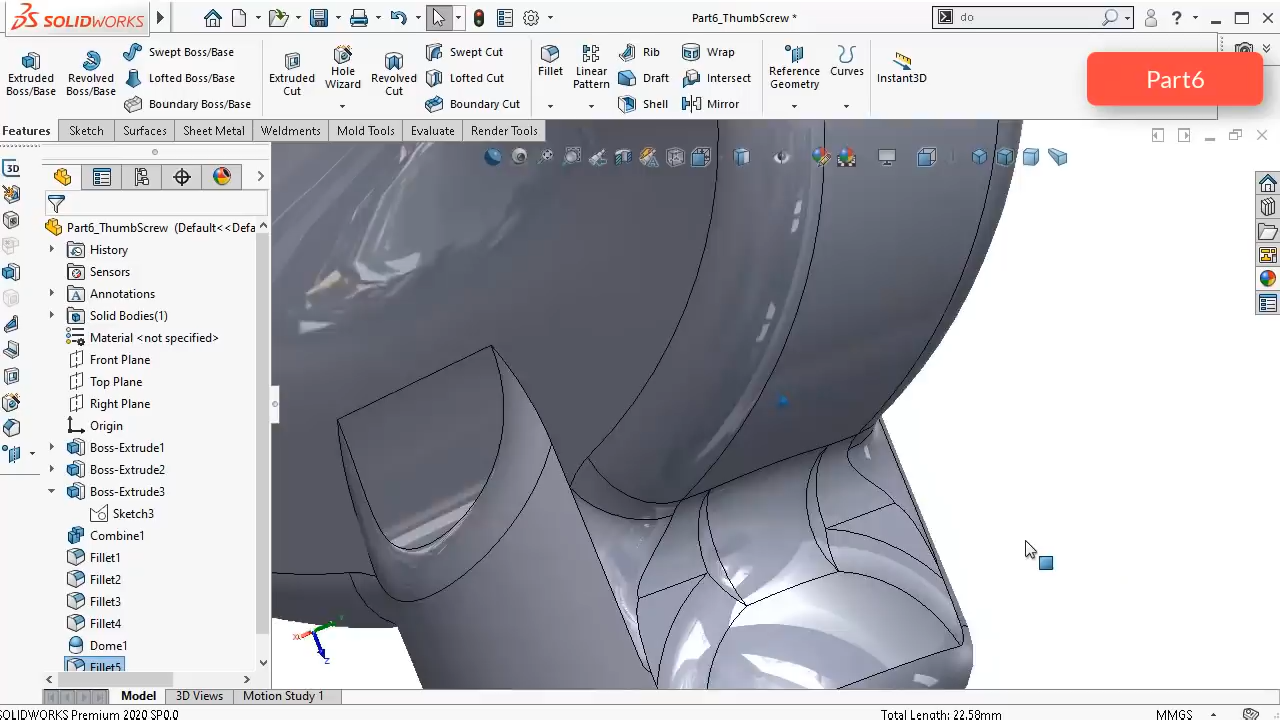 SOLIDWORKS
Part6_ThumbScrew *
do
Extruded Boss/Base
Revolved Boss/Base
Swept Boss/Base
Lofted Boss/Base
Boundary Boss/Base
Extruded Cut
Hole Wizard
Revolved Cut
Swept Cut
Lofted Cut
Boundary Cut
Fillet
Linear Pattern
Rib
Draft
Shell
Wrap
Intersect
Mirror
Reference Geometry
Curves
Instant3D
Part6
Features
Sketch
Surfaces
Sheet Metal
Weldments
Mold Tools
Evaluate
Render Tools
3D
Part6_ThumbScrew (Default<<Defa
History
Sensors
Annotations
Solid Bodies(1)
Material <not specified>
Front Plane
Top Plane
Right Plane
Origin
Boss-Extrude1
Boss-Extrude2
Boss-Extrude3
Sketch3
Combine1
Fillet1
Fillet2
Fillet3
Fillet4
Dome1
Fillet5
X
Y
Z
Model
3D Views
Motion Study 1
SOLIDWORKS Premium 2020 SP0.0
Total Length: 22.58mm
MMGS